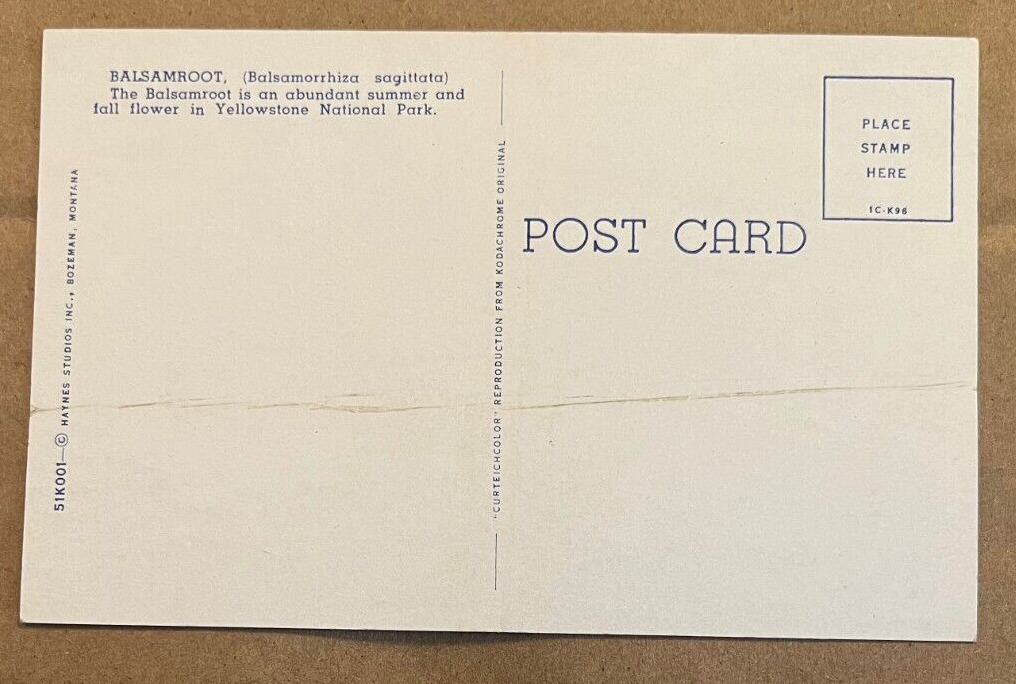 BALSAMROOT, (Balsamorrhiza sagittata)
The Balsamroot is an abundant summer and
fall flower in Yellowstone National Park.
51K001—© HAYNES STUDIOS INC., BOZEMAN, MONTANA
"CURTEICHCOLOR" REPRODUCTION FROM KODACHROME ORIGINAL
POST CARD
PLACE
STAMP
HERE
1C-K96